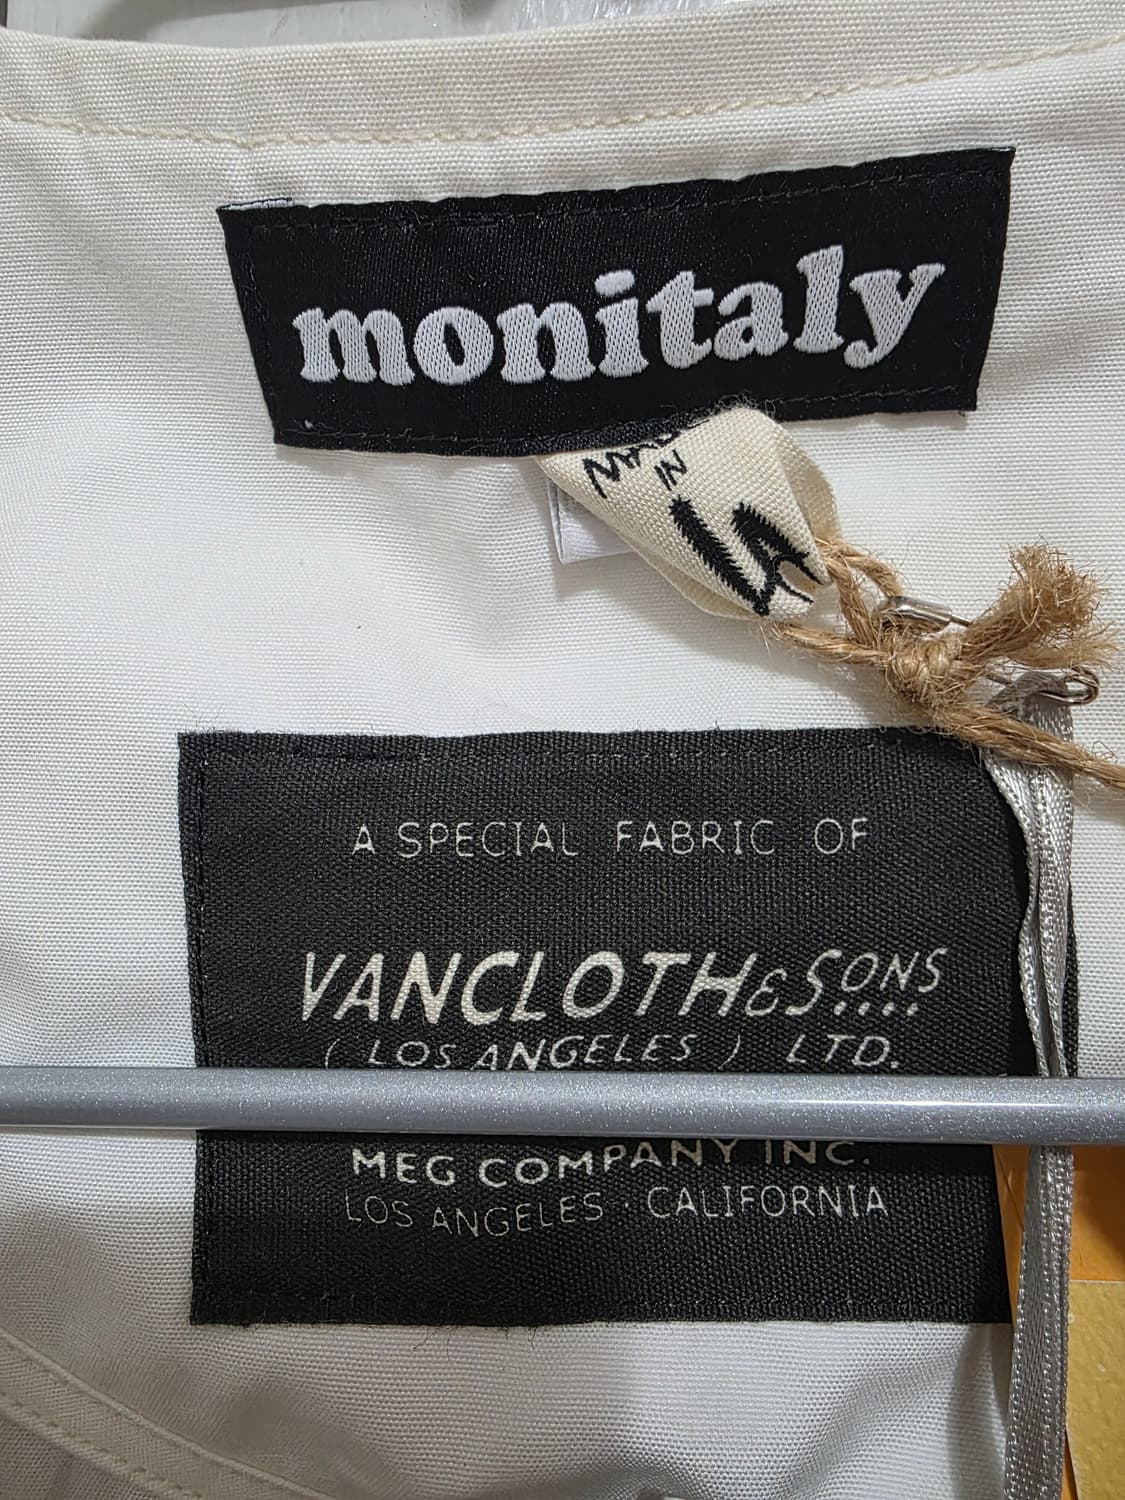 monitaly
MADE
IN
LA
A SPECIAL FABRIC OF
VANCLOTH & SONS....
( LOS ANGELES ) LTD.
MEG COMPANY INC.
LOS ANGELES · CALIFORNIA